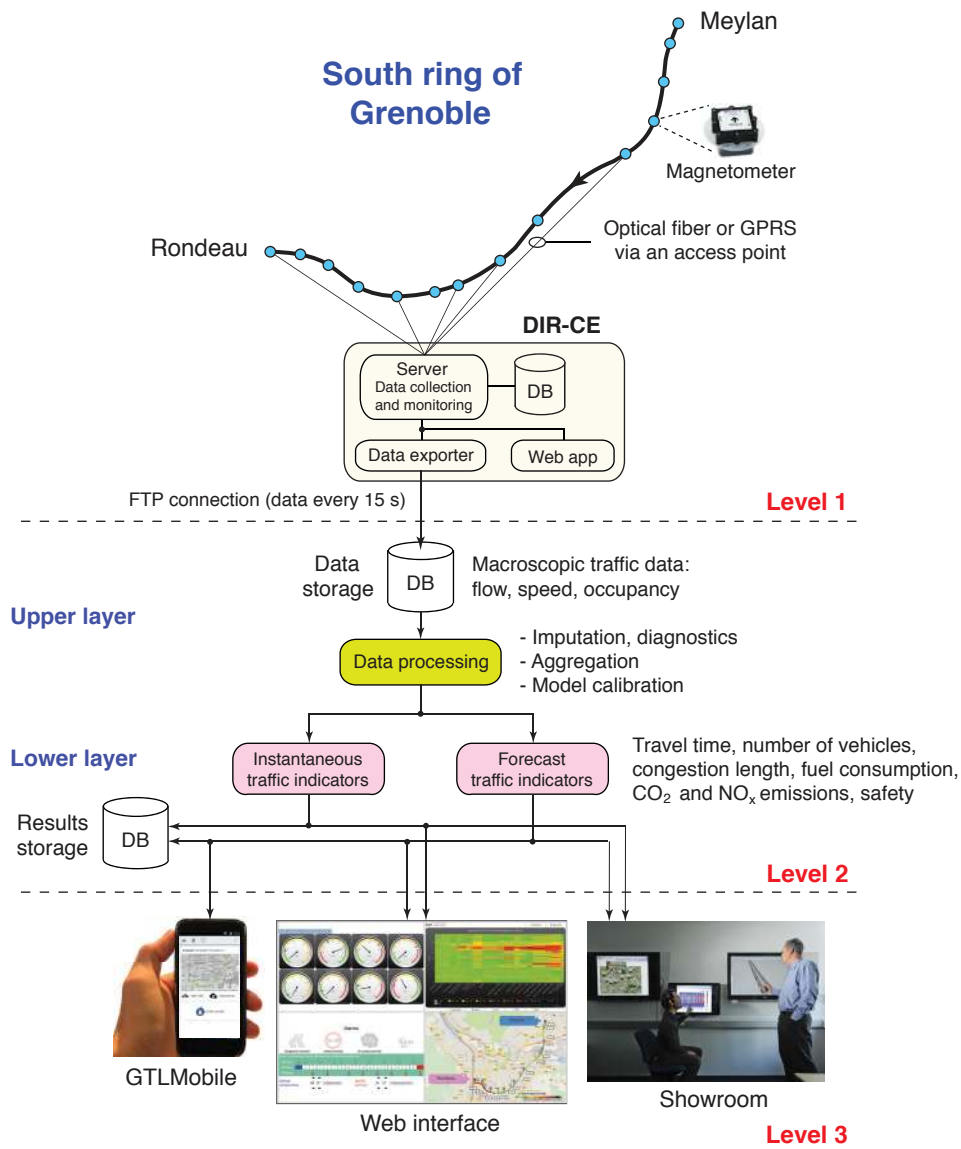 Meylan
South ring of
Grenoble
Magnetometer
Optical fiber or GPRS
via an access point
Rondeau
DIR-CE
Server
Data collection
and monitoring
DB
Data exporter
Web app
FTP connection (data every 15 s)
Level 1
Data
storage
DB
Macroscopic traffic data:
flow, speed, occupancy
Upper layer
Data processing
- Imputation, diagnostics
- Aggregation
- Model calibration
Lower layer
Instantaneous
traffic indicators
Forecast
traffic indicators
Travel time, number of vehicles,
congestion length, fuel consumption,
CO₂ and NOₓ emissions, safety
Results
storage
DB
Level 2
GTLMobile
Web interface
Showroom
Level 3